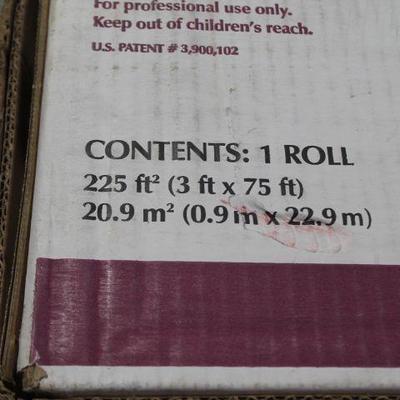 For professional use only.
Keep out of children's reach.
U.S. PATENT # 3,900,102
CONTENTS: 1 ROLL
225 ft² (3 ft x 75 ft)
20.9 m² (0.9 m x 22.9 m)